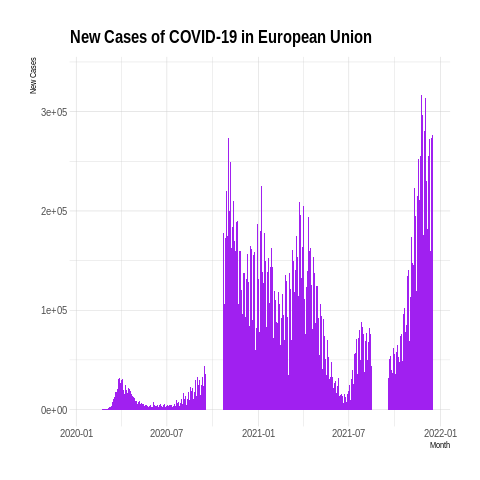 New Cases of COVID-19 in European Union
New Cases
3e+05
2e+05
1e+05
0e+00
2020-01 2020-07 2021-01 2021-07 2022-01
Month